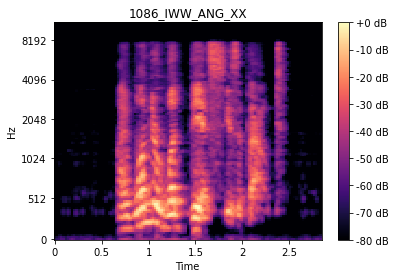 1086_IWW_ANG_XX
+0 dB
8192
-10 dB
4096
-20 dB
-30 dB
2048
Hz
-40 dB
1024
-50 dB
512
-60 dB
-70 dB
0
-80 dB
0 0.5 1 1.5 2 2.5
Time